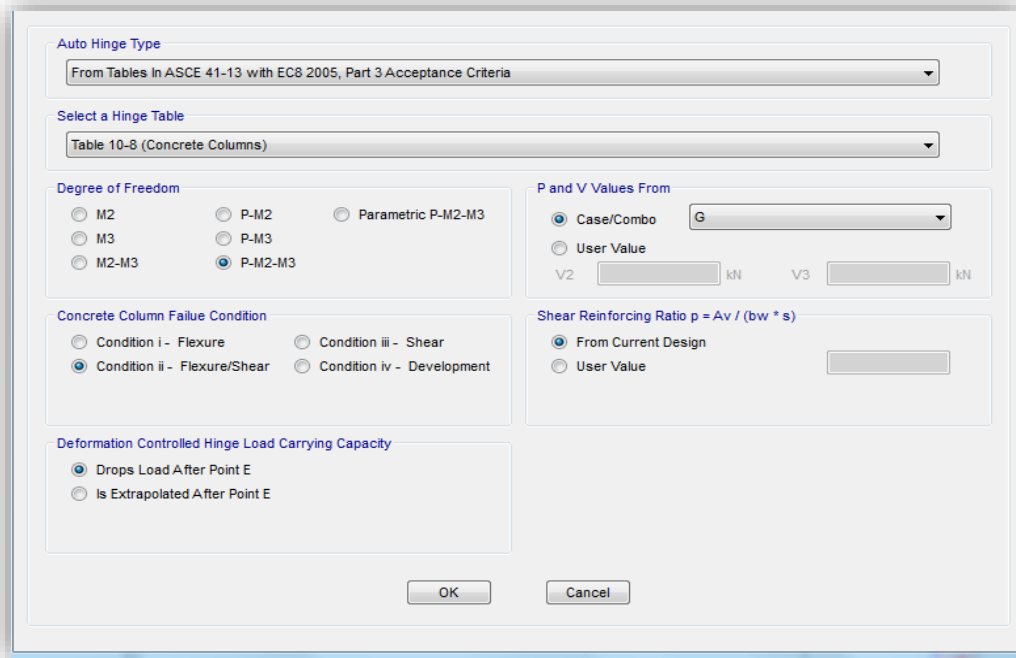 Auto Hinge Type
From Tables In ASCE 41-13 with EC8 2005, Part 3 Acceptance Criteria
Select a Hinge Table
Table 10-8 (Concrete Columns)
Degree of Freedom
M2
P-M2
Parametric P-M2-M3
M3
P-M3
M2-M3
P-M2-M3
P and V Values From
Case/Combo
G
User Value
V2
kN
V3
kN
Concrete Column Failue Condition
Condition i - Flexure
Condition iii - Shear
Condition ii - Flexure/Shear
Condition iv - Development
Shear Reinforcing Ratio p = Av / (bw * s)
From Current Design
User Value
Deformation Controlled Hinge Load Carrying Capacity
Drops Load After Point E
Is Extrapolated After Point E
OK
Cancel